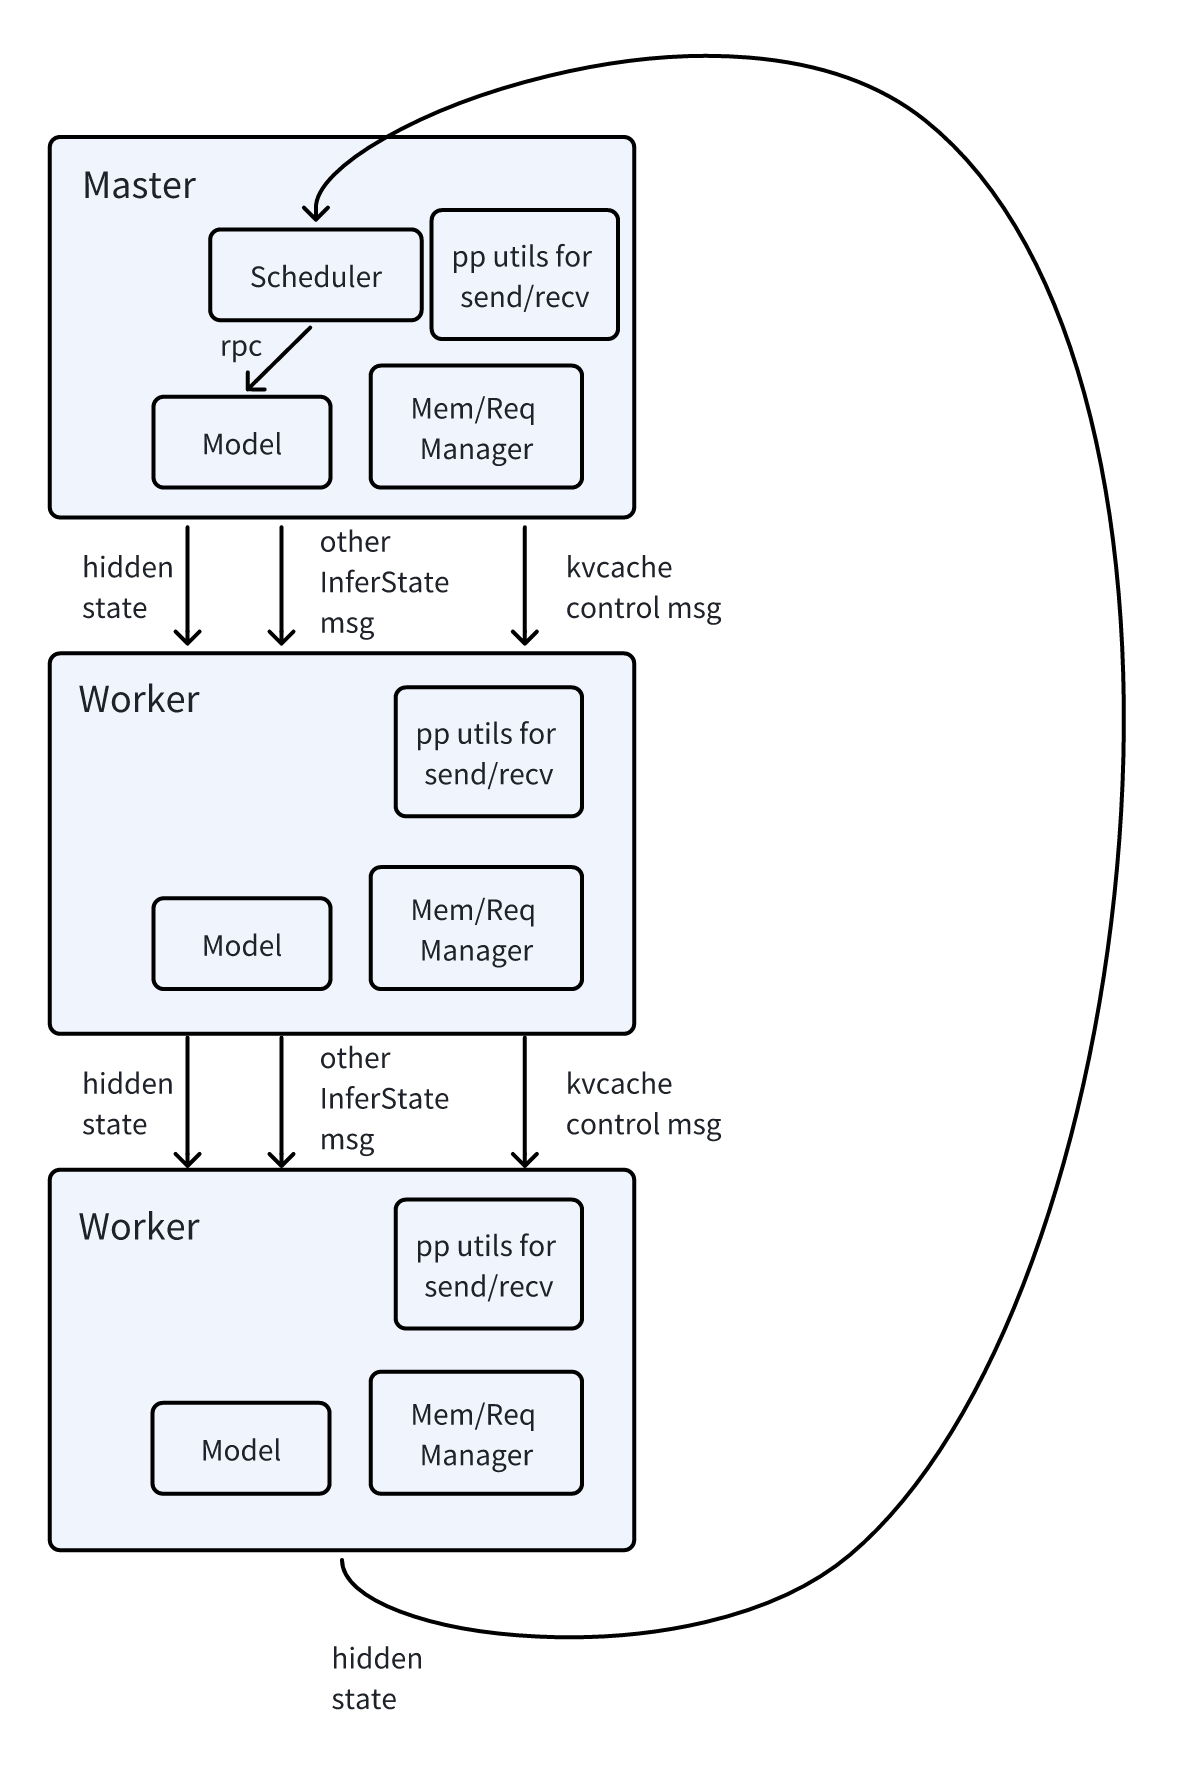 Master
Scheduler
pp utils for
send/recv
rpc
Model
Mem/Req
Manager
hidden
state
other
InferState
msg
kvcache
control msg
Worker
pp utils for
send/recv
Model
Mem/Req
Manager
hidden
state
other
InferState
msg
kvcache
control msg
Worker
pp utils for
send/recv
Model
Mem/Req
Manager
hidden
state